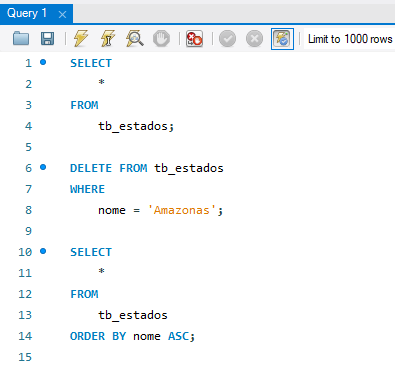 Query 1
Limit to 1000 rows
1 SELECT
2 *
3 FROM
4 tb_estados;
5
6 DELETE FROM tb_estados
7 WHERE
8 nome = 'Amazonas';
9
10 SELECT
11 *
12 FROM
13 tb_estados
14 ORDER BY nome ASC;
15